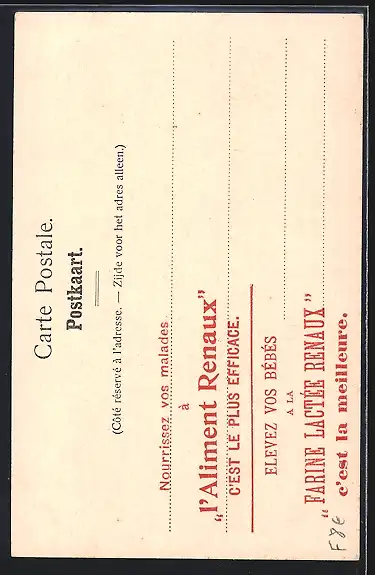 Carte Postale.
Postkaart.
(Côté réservé à l'adresse. — Zijde voor het adres alleen.)
Nourrissez vos malades
à
"l'Aliment Renaux"
C'EST LE PLUS EFFICACE.
ELEVEZ VOS BÉBÉS
A LA
"FARINE LACTÉE RENAUX"
c'est la meilleure.